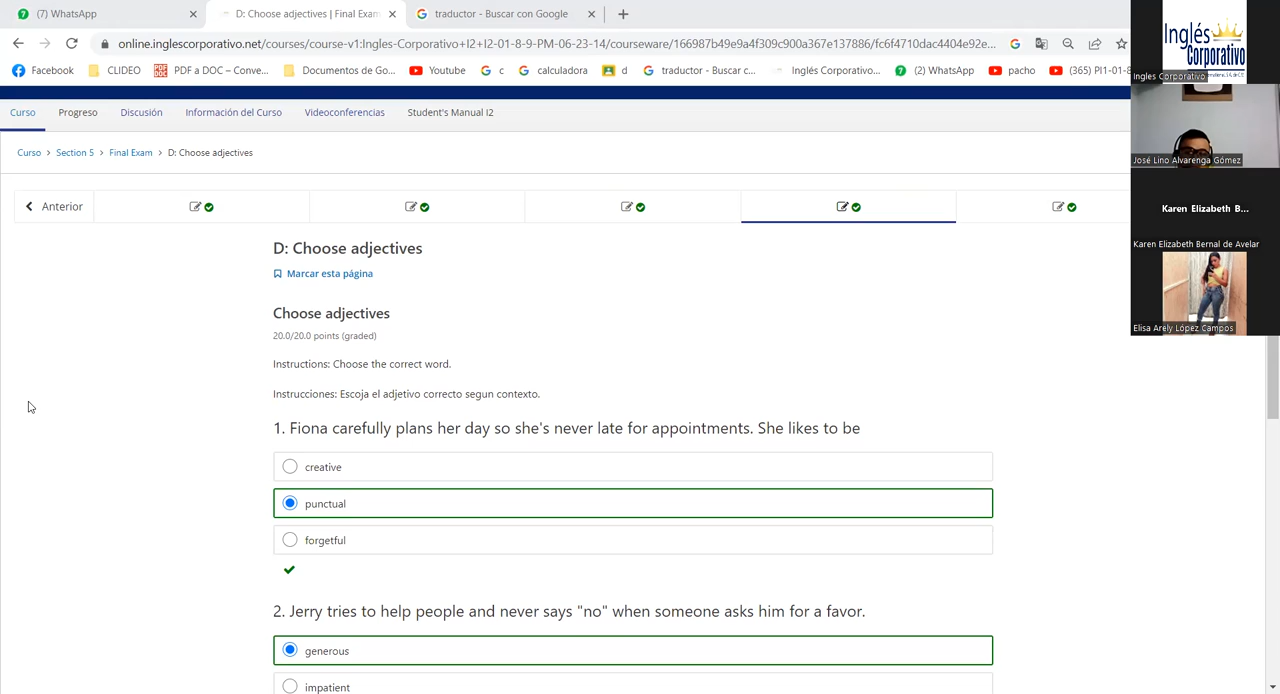 (7) WhatsApp
D: Choose adjectives | Final Exam
traductor - Buscar con Google
online.inglescorporativo.net/courses/course-v1:Ingles-Corporativo+I2+I2-01-8-9-PM-06-23-14/courseware/166987b49e9a4f309c500a367e137886/fc6f4710dac4404e92e...
Facebook
CLIDEO
PDF a DOC – Conve...
Documentos de Go...
Youtube
c
calculadora
d
traductor - Buscar c...
Inglés Corporativo...
(2) WhatsApp
pacho
(365) PI1-01-8
Inglés
Corporativo
Ingles Corporativo
Curso
Progreso
Discusión
Información del Curso
Videoconferencias
Student's Manual I2
José Lino Alvarenga Gómez
Curso
Section 5
Final Exam
D: Choose adjectives
Anterior
Karen Elizabeth B...
Karen Elizabeth Bernal de Avelar
Elisa Arely López Campos
D: Choose adjectives
Marcar esta página
Choose adjectives
20.0/20.0 points (graded)
Instructions: Choose the correct word.
Instrucciones: Escoja el adjetivo correcto segun contexto.
1. Fiona carefully plans her day so she's never late for appointments. She likes to be
creative
punctual
forgetful
2. Jerry tries to help people and never says "no" when someone asks him for a favor.
generous
impatient